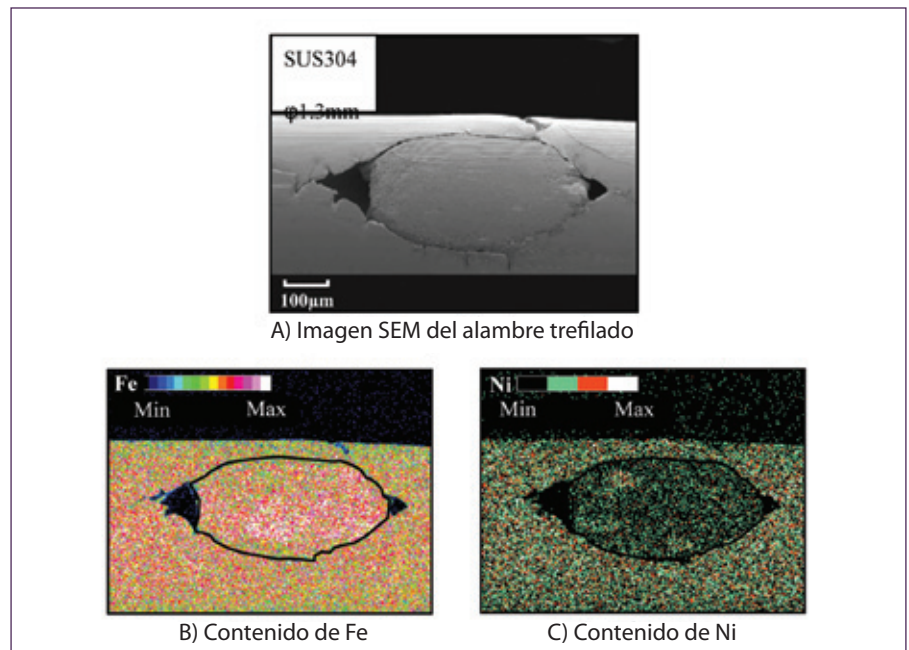 SUS304
φ1.3mm
100µm
A) Imagen SEM del alambre trefilado
Fe
Min Max
Ni
Min Max
B) Contenido de Fe
C) Contenido de Ni